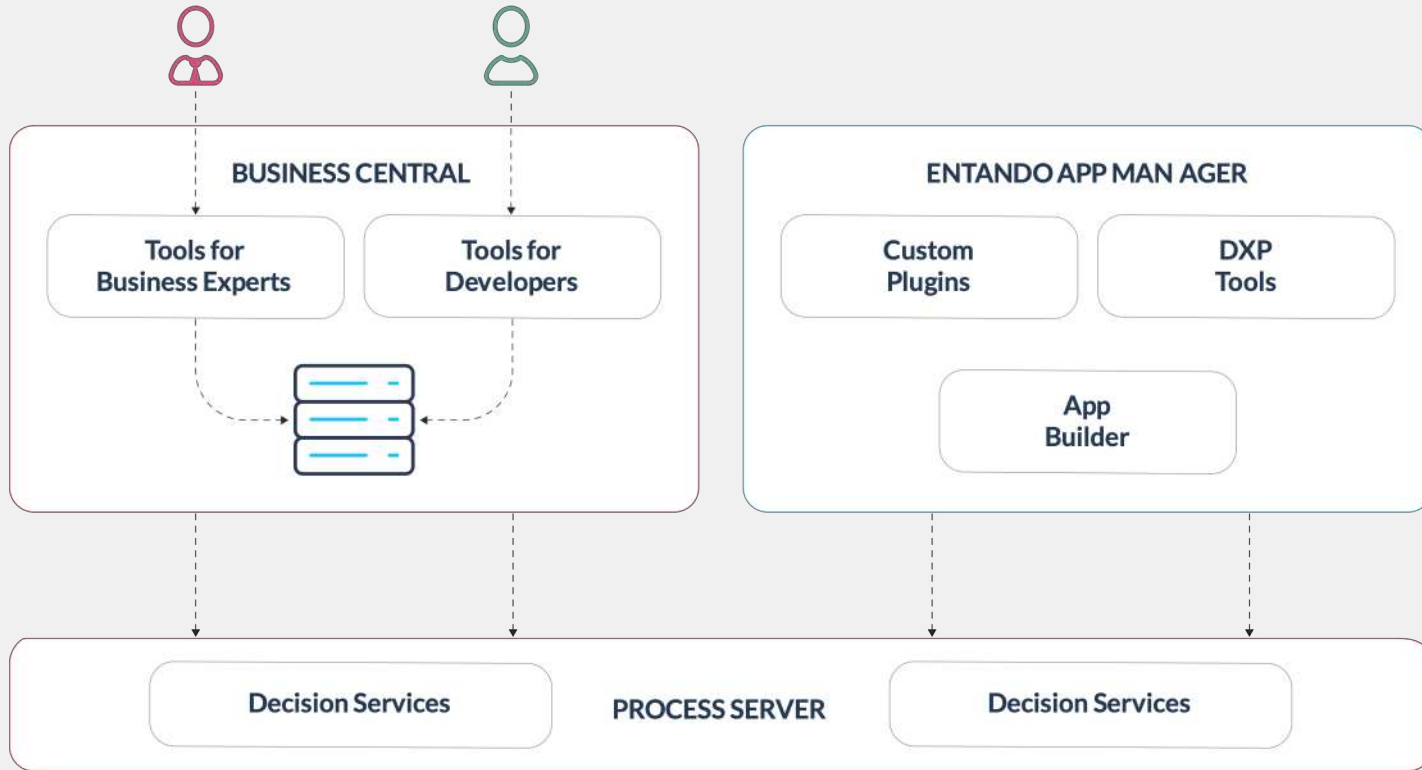 BUSINESS CENTRAL
Tools for
Business Experts
Tools for
Developers
ENTANDO APP MAN AGER
Custom
Plugins
DXP
Tools
App
Builder
Decision Services
PROCESS SERVER
Decision Services